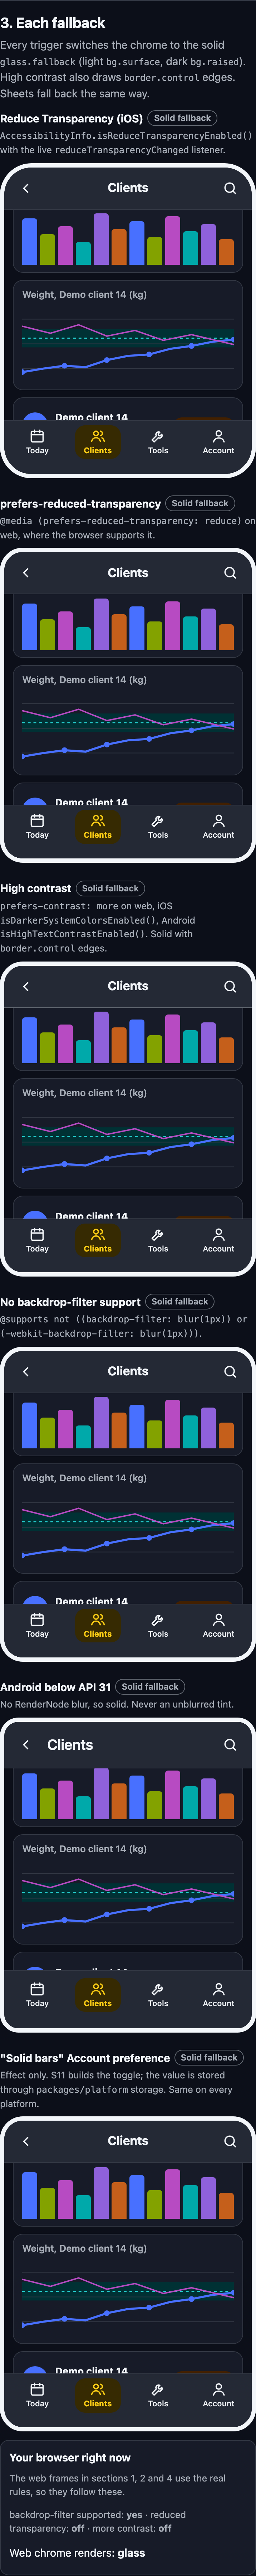 3. Each fallback
Every trigger switches the chrome to the solid
glass.fallback (light bg.surface, dark bg.raised).
High contrast also draws border.control edges.
Sheets fall back the same way.
Reduce Transparency (iOS) Solid fallback
AccessibilityInfo.isReduceTransparencyEnabled()
with the live reduceTransparencyChanged listener.
Clients
Weight, Demo client 14 (kg)
Demo client 14
Today Clients Tools Account
prefers-reduced-transparency Solid fallback
@media (prefers-reduced-transparency: reduce) on
web, where the browser supports it.
Clients
Weight, Demo client 14 (kg)
Demo client 14
Today Clients Tools Account
High contrast Solid fallback
prefers-contrast: more on web, iOS
isDarkerSystemColorsEnabled(), Android
isHighTextContrastEnabled(). Solid with
border.control edges.
Clients
Weight, Demo client 14 (kg)
Demo client 14
Today Clients Tools Account
No backdrop-filter support Solid fallback
@supports not ((backdrop-filter: blur(1px)) or
(-webkit-backdrop-filter: blur(1px))).
Clients
Weight, Demo client 14 (kg)
Demo client 14
Today Clients Tools Account
Android below API 31 Solid fallback
No RenderNode blur, so solid. Never an unblurred tint.
Clients
Weight, Demo client 14 (kg)
Today Clients Tools Account
"Solid bars" Account preference Solid fallback
Effect only. S11 builds the toggle; the value is stored
through packages/platform storage. Same on every
platform.
Clients
Weight, Demo client 14 (kg)
Demo client 14
Today Clients Tools Account
Your browser right now
The web frames in sections 1, 2 and 4 use the real
rules, so they follow these.
backdrop-filter supported: yes · reduced
transparency: off · more contrast: off
Web chrome renders: glass